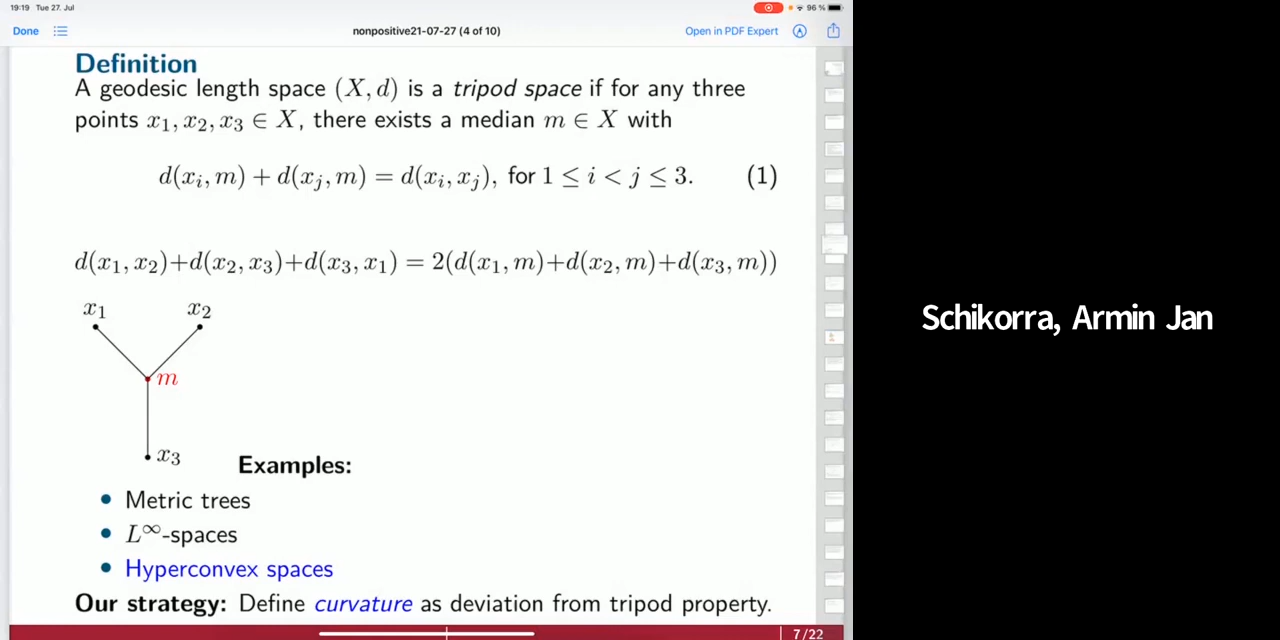 19:19 Tue 27. Jul
96 %
Done
nonpositive21-07-27 (4 of 10)
Open in PDF Expert
Definition
A geodesic length space (X, d) is a tripod space if for any three
points x₁, x₂, x₃ ∈ X, there exists a median m ∈ X with
d(xᵢ, m) + d(xⱼ, m) = d(xᵢ, xⱼ), for 1 ≤ i < j ≤ 3. (1)
d(x₁, x₂)+d(x₂, x₃)+d(x₃, x₁) = 2(d(x₁, m)+d(x₂, m)+d(x₃, m))
x₁ x₂
m
x₃
Examples:
• Metric trees
• L^∞-spaces
• Hyperconvex spaces
Our strategy: Define curvature as deviation from tripod property.
7/22
Schikorra, Armin Jan